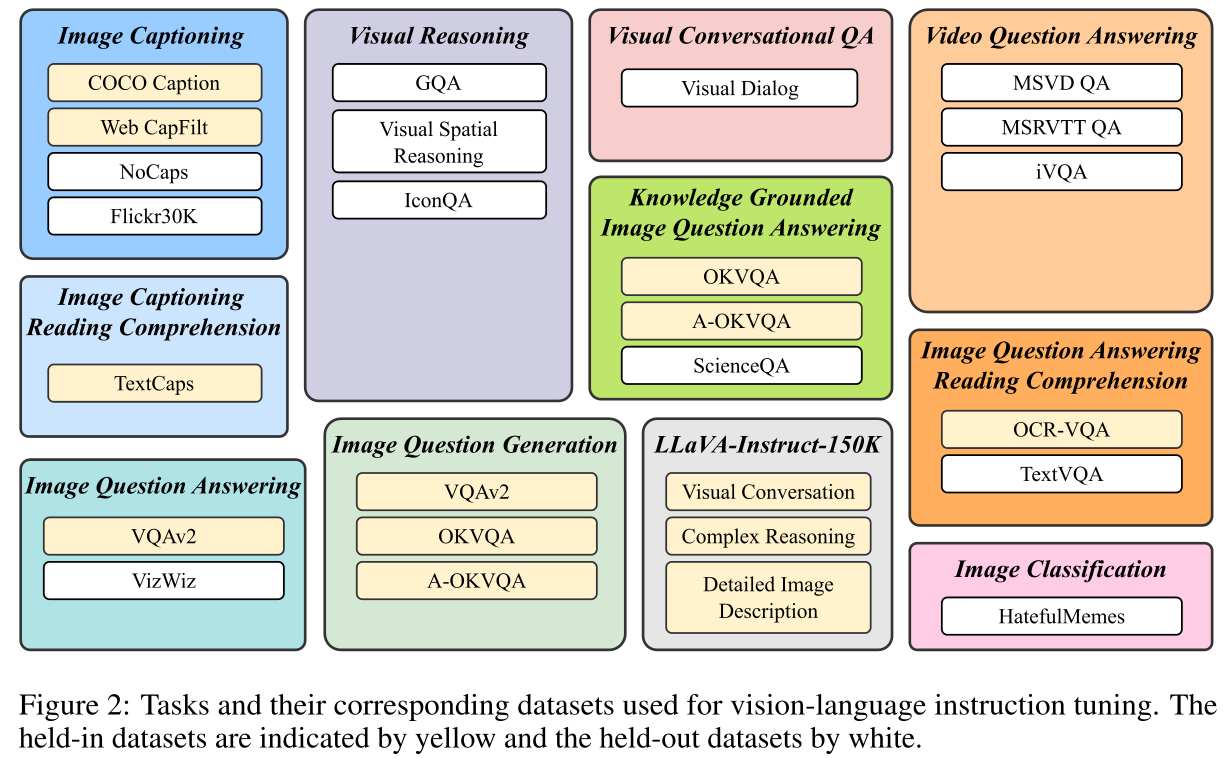 Image Captioning
COCO Caption
Web CapFilt
NoCaps
Flickr30K
Image Captioning
Reading Comprehension
TextCaps
Image Question Answering
VQAv2
VizWiz
Visual Reasoning
GQA
Visual Spatial
Reasoning
IconQA
Image Question Generation
VQAv2
OKVQA
A-OKVQA
Visual Conversational QA
Visual Dialog
Knowledge Grounded
Image Question Answering
OKVQA
A-OKVQA
ScienceQA
LLaVA-Instruct-150K
Visual Conversation
Complex Reasoning
Detailed Image
Description
Video Question Answering
MSVD QA
MSRVTT QA
iVQA
Image Question Answering
Reading Comprehension
OCR-VQA
TextVQA
Image Classification
HatefulMemes
Figure 2: Tasks and their corresponding datasets used for vision-language instruction tuning. The
held-in datasets are indicated by yellow and the held-out datasets by white.